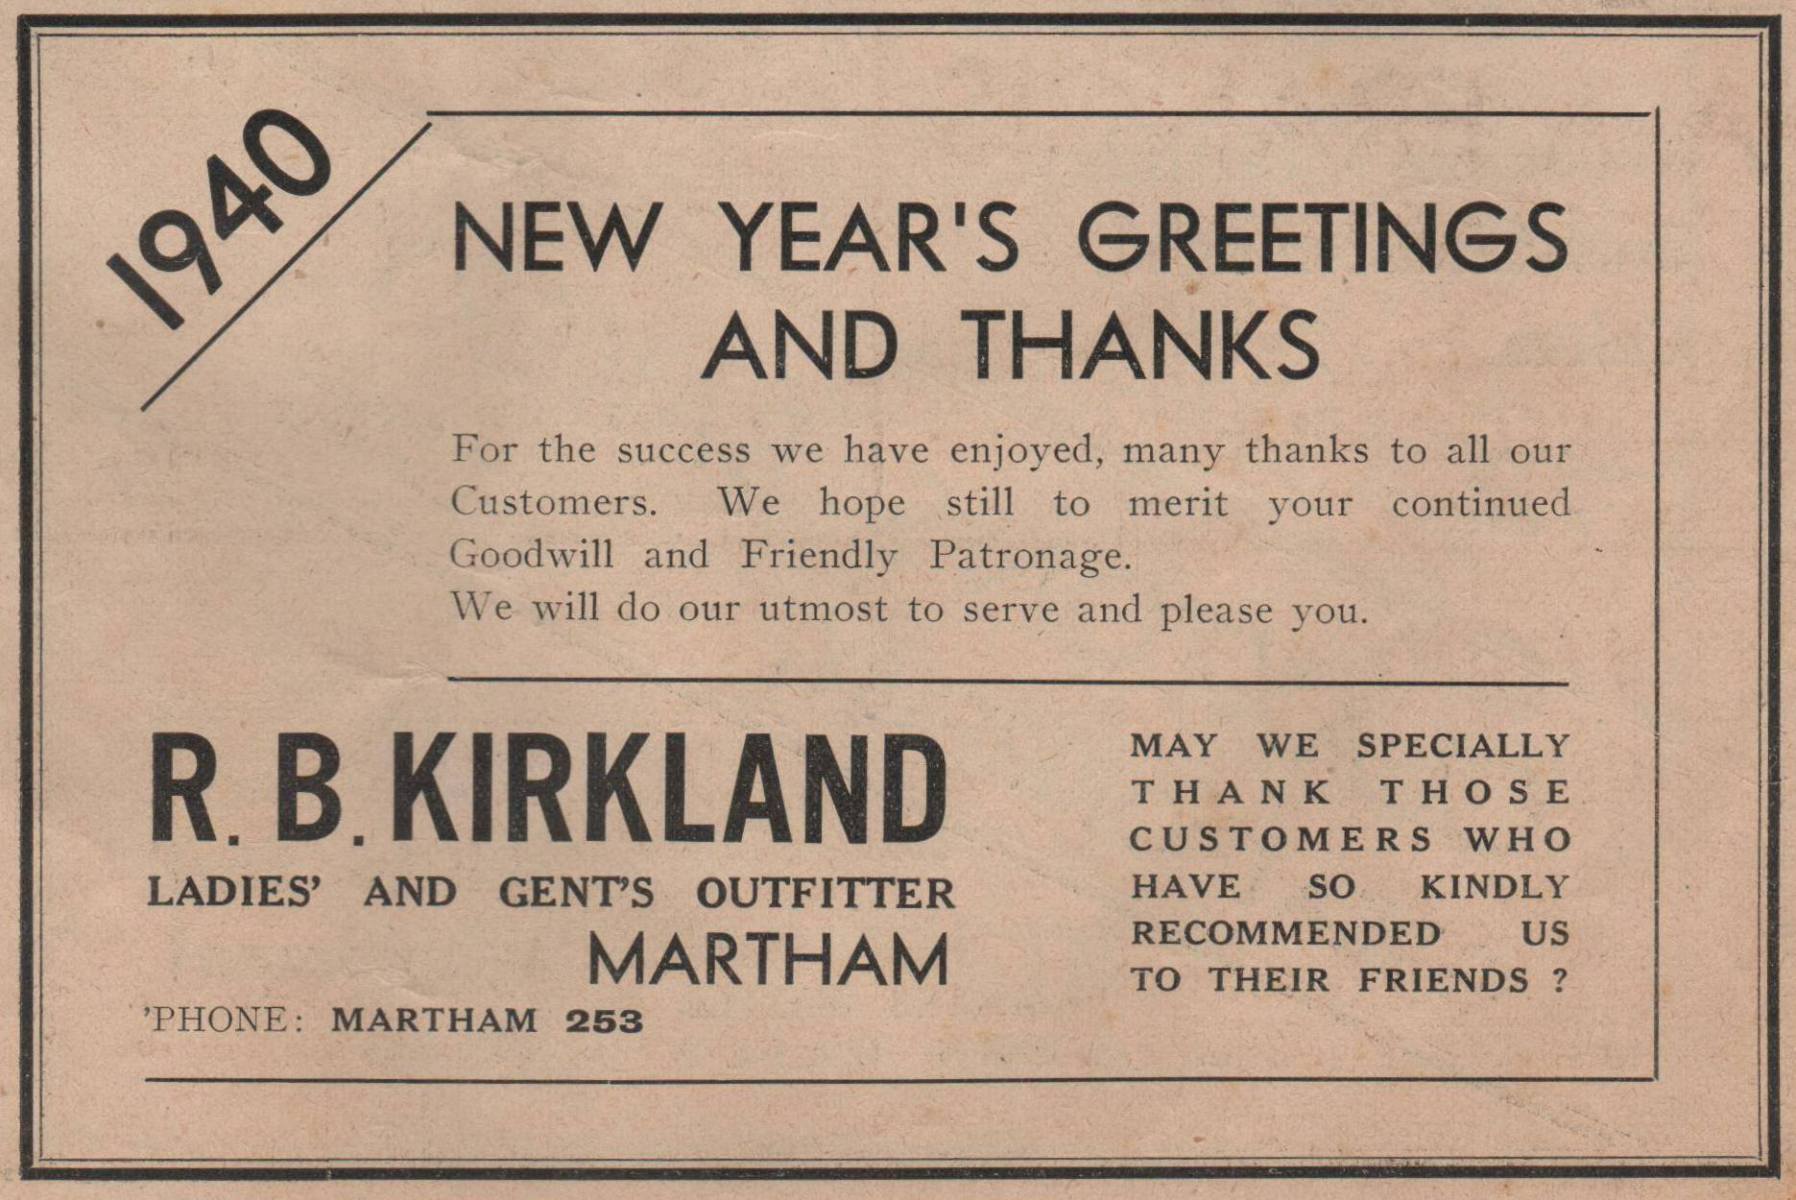 1940
NEW YEAR'S GREETINGS
AND THANKS
For the success we have enjoyed, many thanks to all our
Customers. We hope still to merit your continued
Goodwill and Friendly Patronage.
We will do our utmost to serve and please you.
R. B. KIRKLAND
LADIES' AND GENT'S OUTFITTER
MARTHAM
'PHONE: MARTHAM 253
MAY WE SPECIALLY
THANK THOSE
CUSTOMERS WHO
HAVE SO KINDLY
RECOMMENDED US
TO THEIR FRIENDS ?